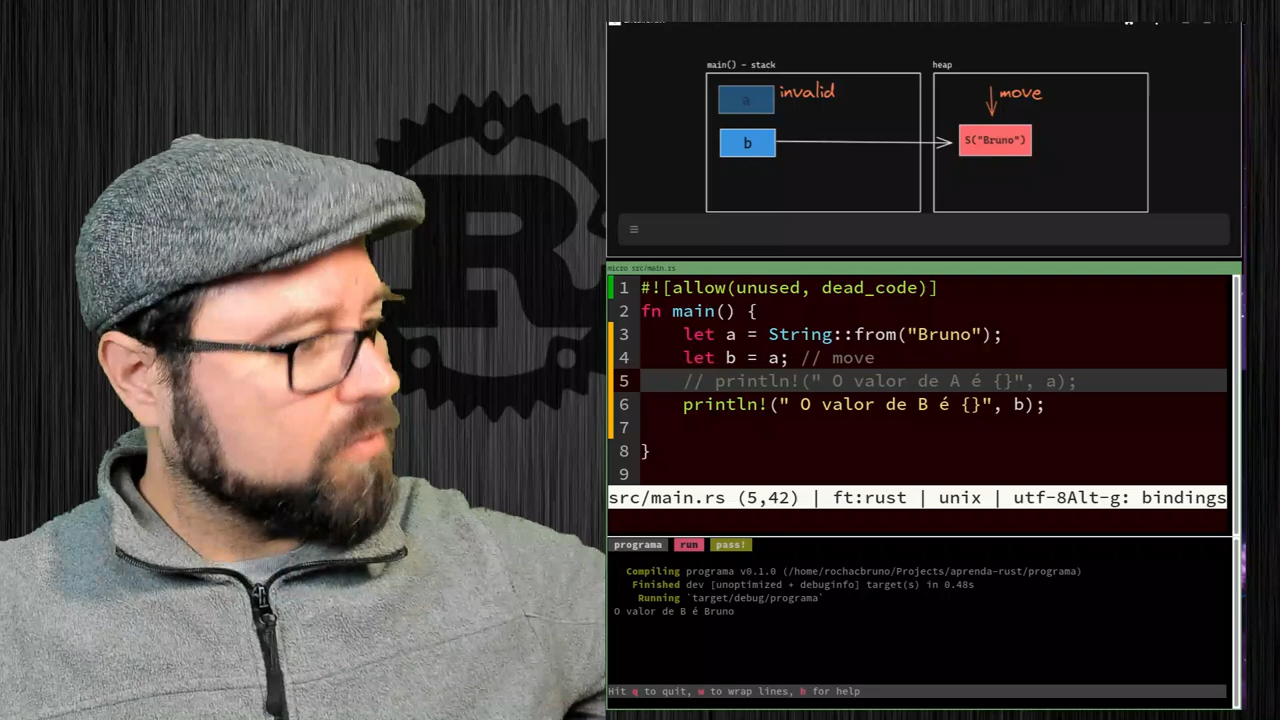 main() - stack
heap
a
invalid
move
b
S("Bruno")
micro src/main.rs
1 #![allow(unused, dead_code)]
2 fn main() {
3 let a = String::from("Bruno");
4 let b = a; // move
5 // println!(" O valor de A é {}", a);
6 println!(" O valor de B é {}", b);
7
8 }
9
src/main.rs (5,42) | ft:rust | unix | utf-8Alt-g: bindings
programa run pass!
Compiling programa v0.1.0 (/home/rochacbruno/Projects/aprenda-rust/programa)
Finished dev [unoptimized + debuginfo] target(s) in 0.48s
Running `target/debug/programa`
O valor de B é Bruno
Hit q to quit, w to wrap lines, h for help
R